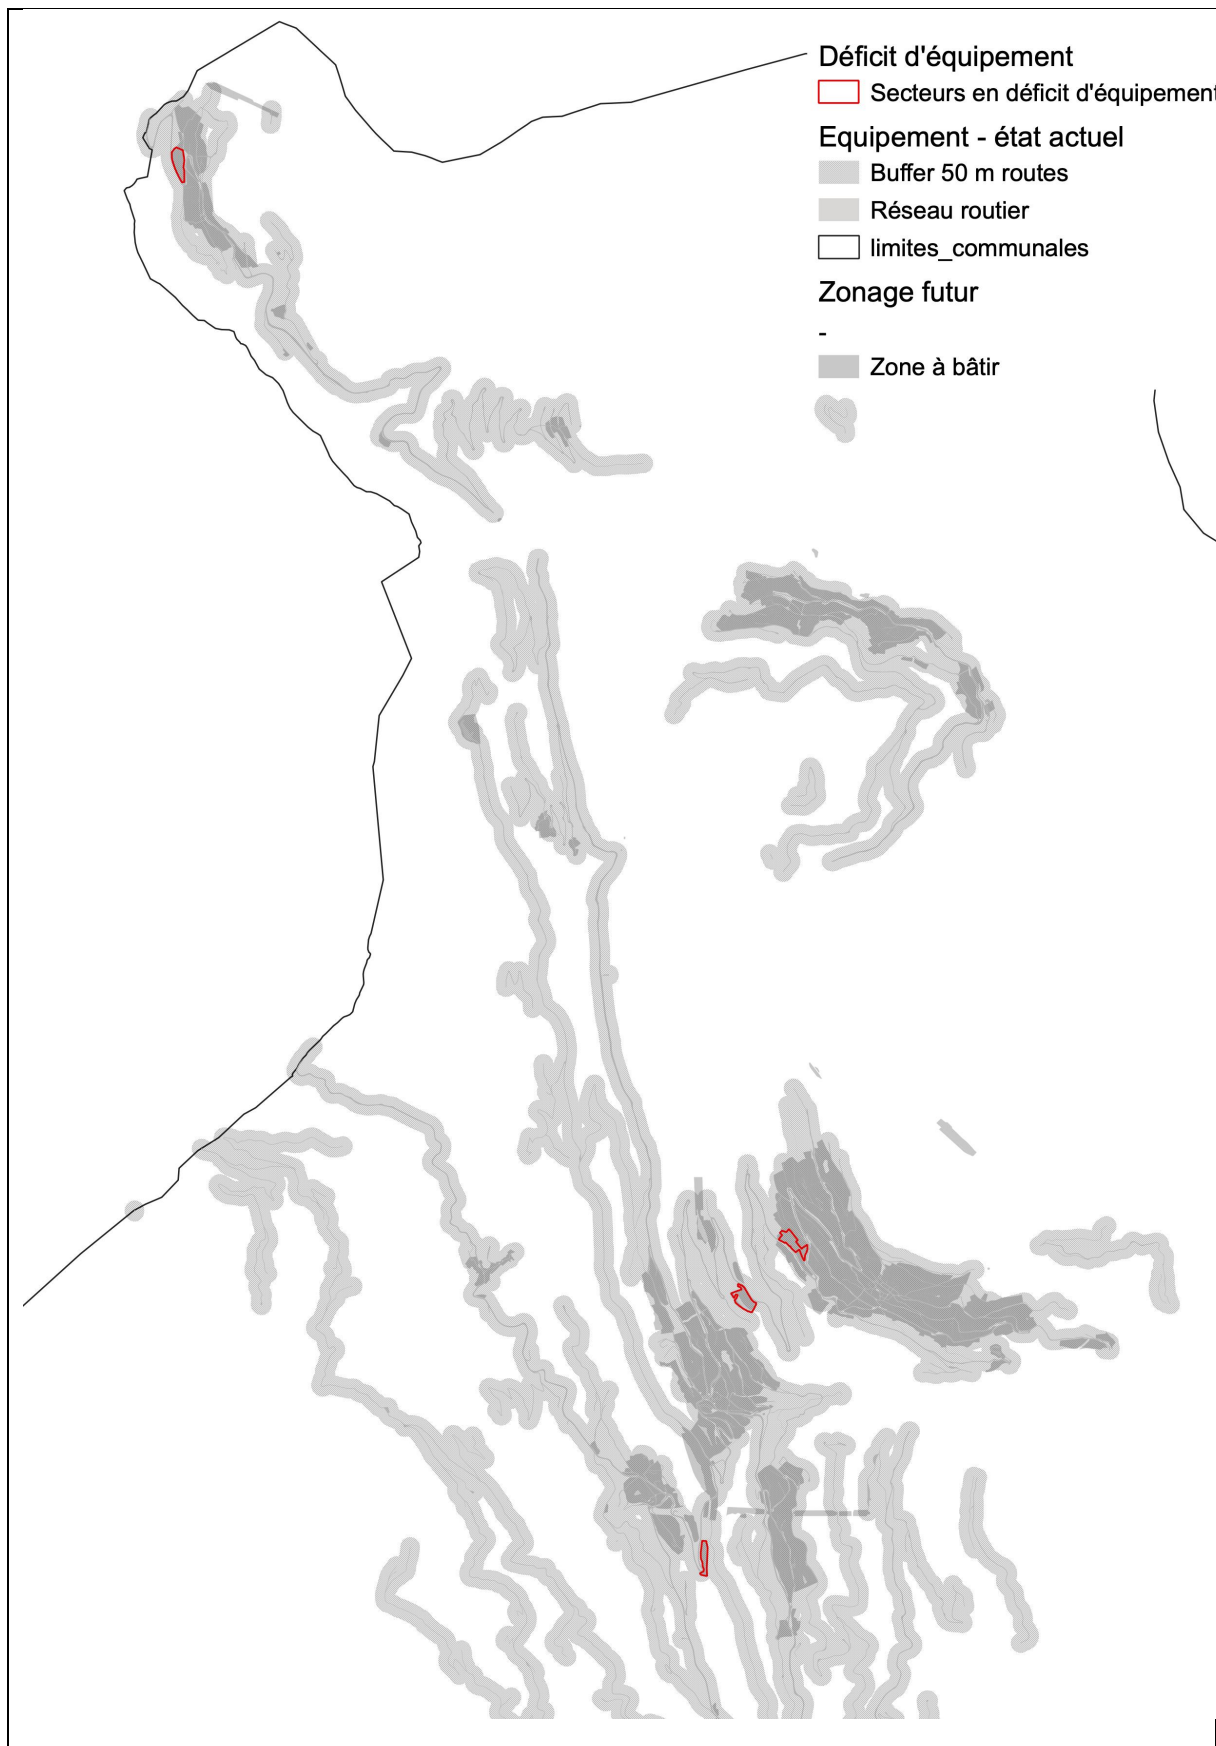 Déficit d'équipement
Secteurs en déficit d'équipement
Equipement - état actuel
Buffer 50 m routes
Réseau routier
limites_communales
Zonage futur
-
Zone à bâtir